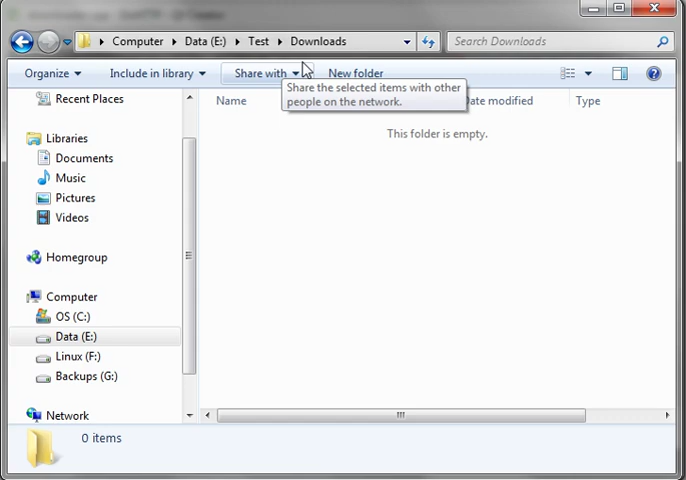 Computer ▸ Data (E:) ▸ Test ▸ Downloads
Search Downloads
Organize Include in library Share with New folder
Share the selected items with other
people on the network.
Name Date modified Type
This folder is empty.
Recent Places
Libraries
Documents
Music
Pictures
Videos
Homegroup
Computer
OS (C:)
Data (E:)
Linux (F:)
Backups (G:)
Network
0 items